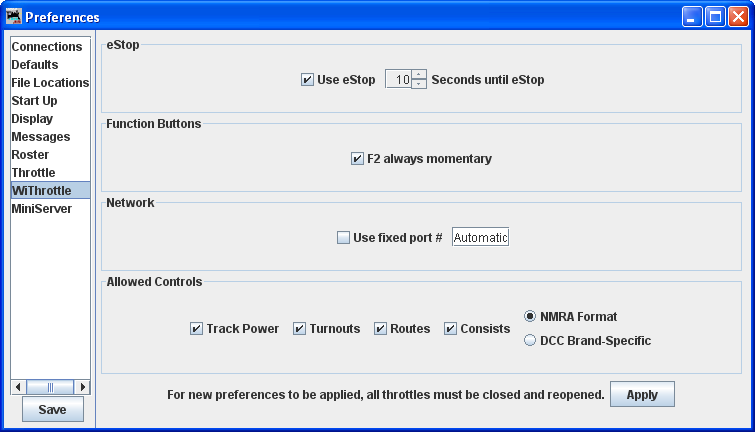 Preferences
Connections
Defaults
File Locations
Start Up
Display
Messages
Roster
Throttle
WiThrottle
MiniServer
Save
eStop
Use eStop 10 Seconds until eStop
Function Buttons
F2 always momentary
Network
Use fixed port # Automatic
Allowed Controls
Track Power Turnouts Routes Consists
NMRA Format
DCC Brand-Specific
For new preferences to be applied, all throttles must be closed and reopened. Apply